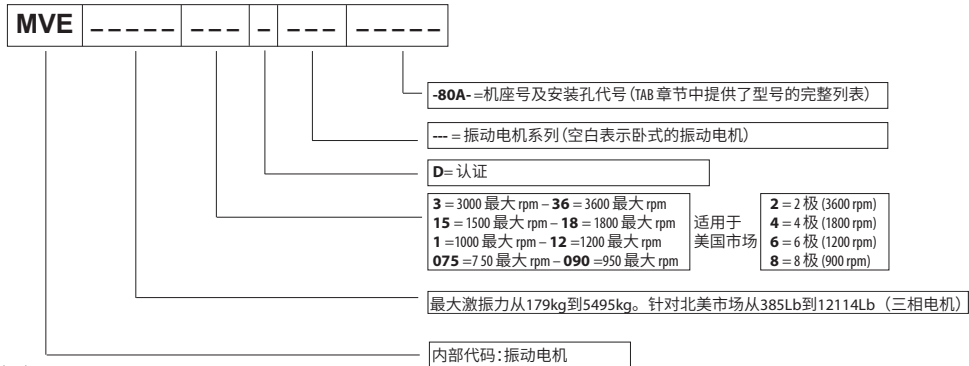 MVE _ _ _ _ _ _ _ _ _ _ _ _ _ _ _ _ _
-80A- =机座号及安装孔代号 (TAB 章节中提供了型号的完整列表)
--- = 振动电机系列 (空白表示卧式的振动电机)
D= 认证
3 = 3000 最大 rpm – 36 = 3600 最大 rpm
15 = 1500 最大 rpm – 18 = 1800 最大 rpm
1 =1000 最大 rpm – 12 =1200 最大 rpm
075 =7 50 最大 rpm – 090 =950 最大 rpm
适用于
美国市场
2 = 2 极 (3600 rpm)
4 = 4 极 (1800 rpm)
6 = 6 极 (1200 rpm)
8 = 8 极 (900 rpm)
最大激振力从179kg到5495kg。针对北美市场从385Lb到12114Lb（三相电机）
内部代码:振动电机